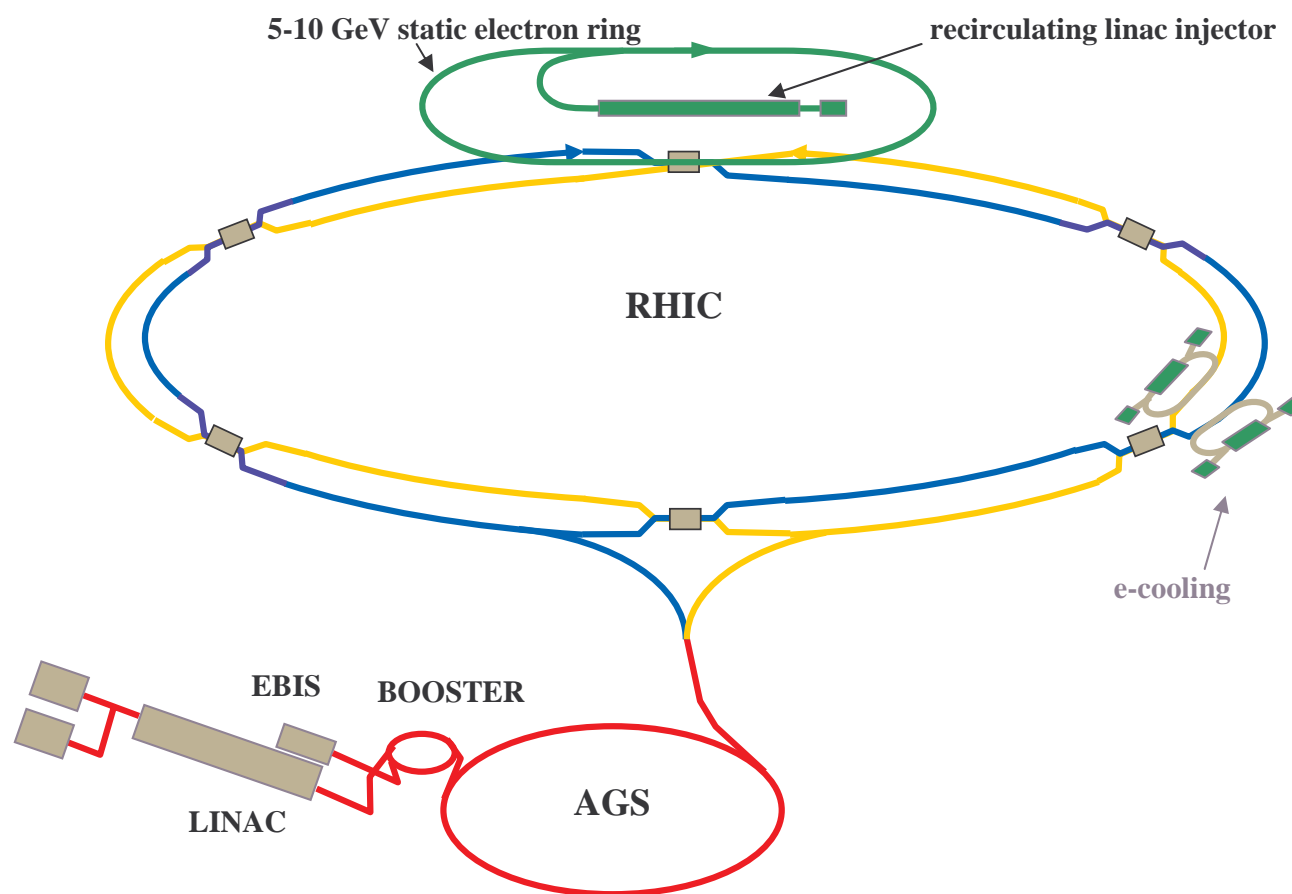 5-10 GeV static electron ring
recirculating linac injector
RHIC
e-cooling
EBIS
BOOSTER
LINAC
AGS